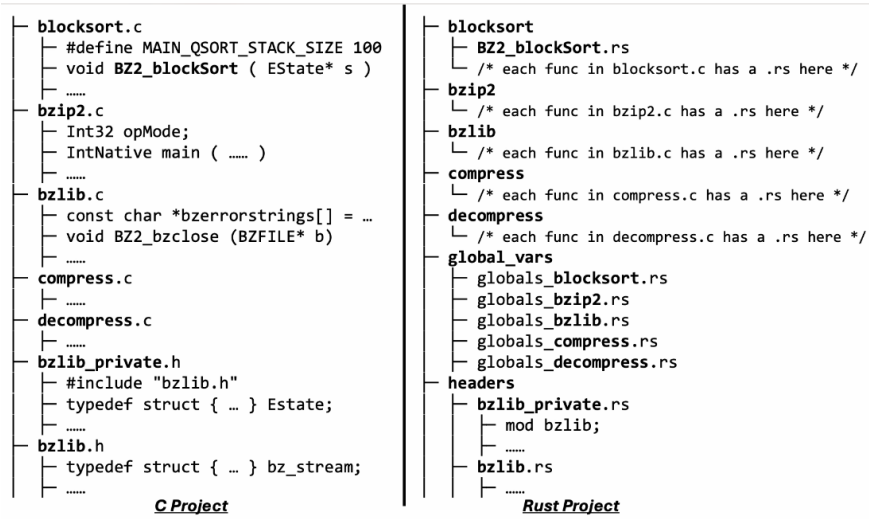 blocksort.c
#define MAIN_QSORT_STACK_SIZE 100
void BZ2_blockSort ( EState* s )
……
bzip2.c
Int32 opMode;
IntNative main ( …… )
……
bzlib.c
const char *bzerrorstrings[] = …
void BZ2_bzclose (BZFILE* b)
……
compress.c
……
decompress.c
……
bzlib_private.h
#include "bzlib.h"
typedef struct { … } Estate;
……
bzlib.h
typedef struct { … } bz_stream;
……
C Project
blocksort
BZ2_blockSort.rs
/* each func in blocksort.c has a .rs here */
bzip2
/* each func in bzip2.c has a .rs here */
bzlib
/* each func in bzlib.c has a .rs here */
compress
/* each func in compress.c has a .rs here */
decompress
/* each func in decompress.c has a .rs here */
global_vars
globals_blocksort.rs
globals_bzip2.rs
globals_bzlib.rs
globals_compress.rs
globals_decompress.rs
headers
bzlib_private.rs
mod bzlib;
……
bzlib.rs
……
Rust Project